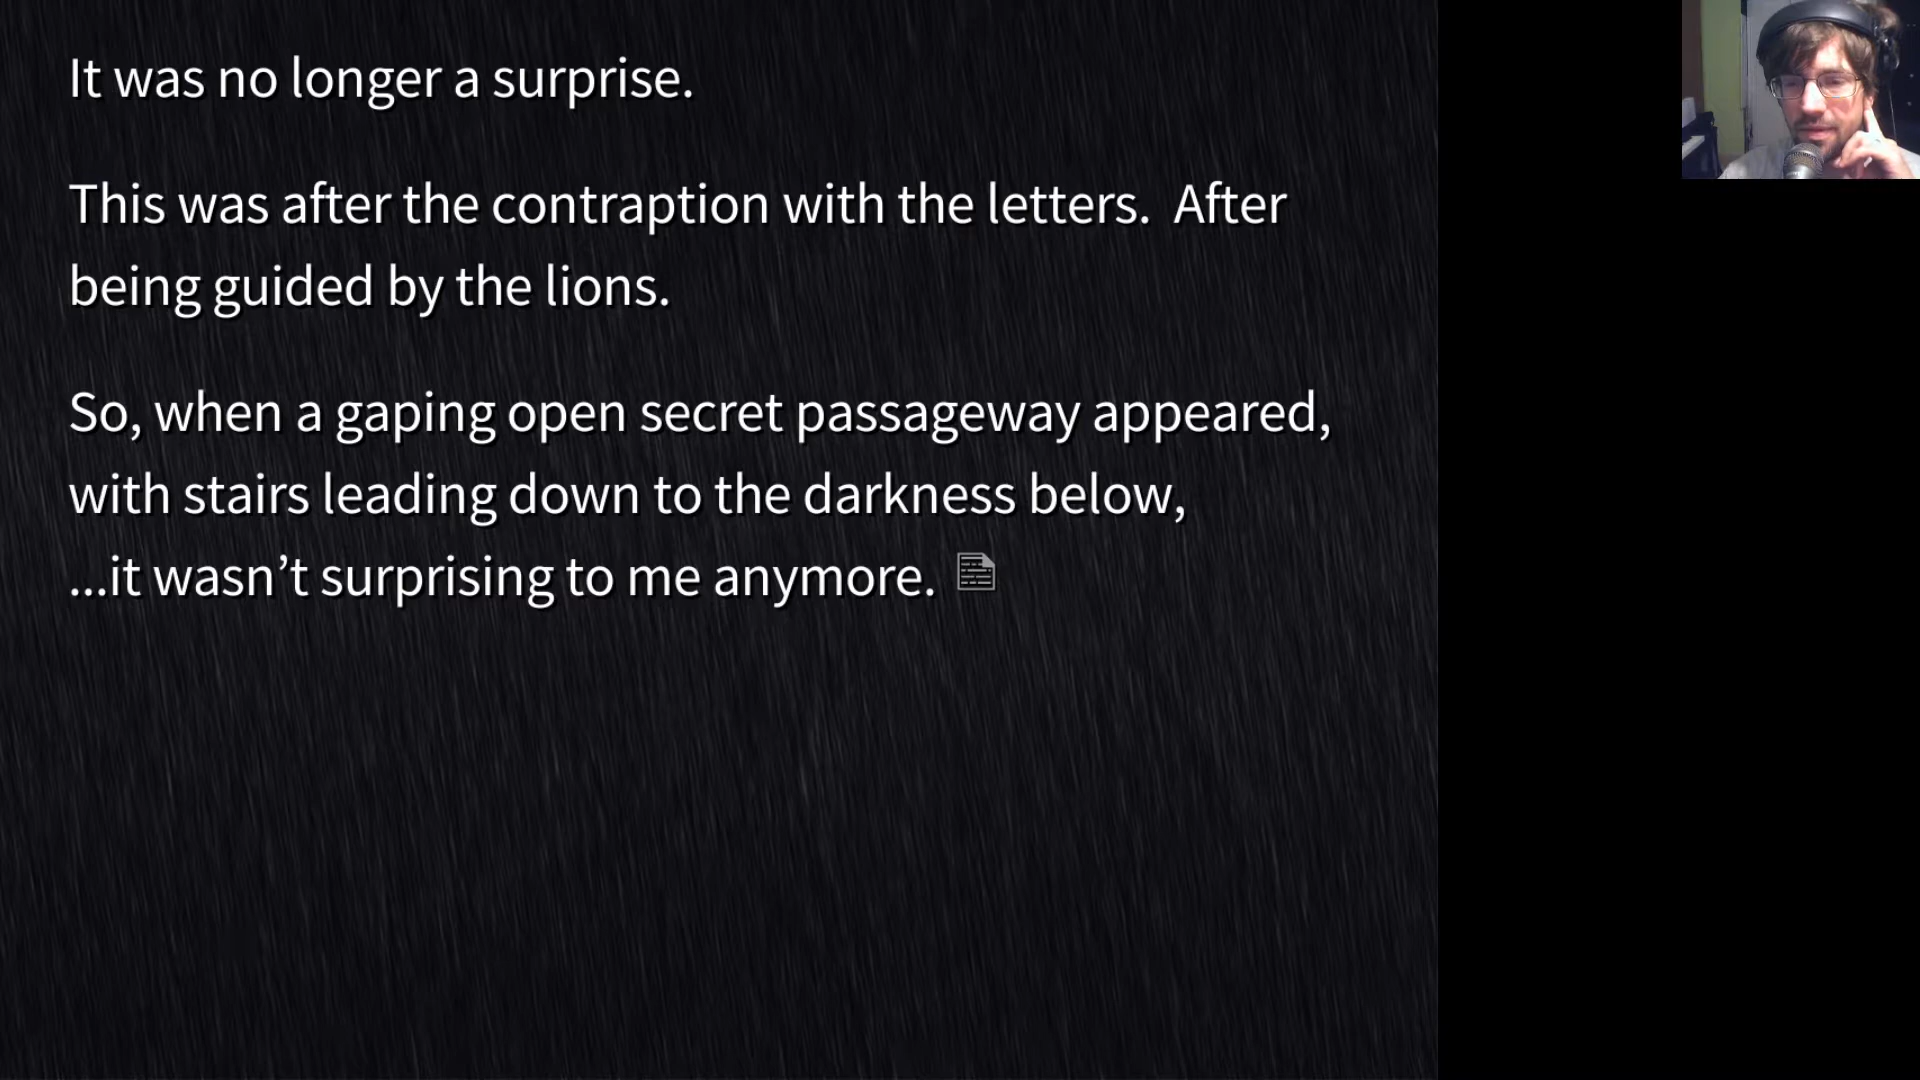 It was no longer a surprise.
This was after the contraption with the letters.  After
being guided by the lions.
So, when a gaping open secret passageway appeared,
with stairs leading down to the darkness below,
...it wasn’t surprising to me anymore.